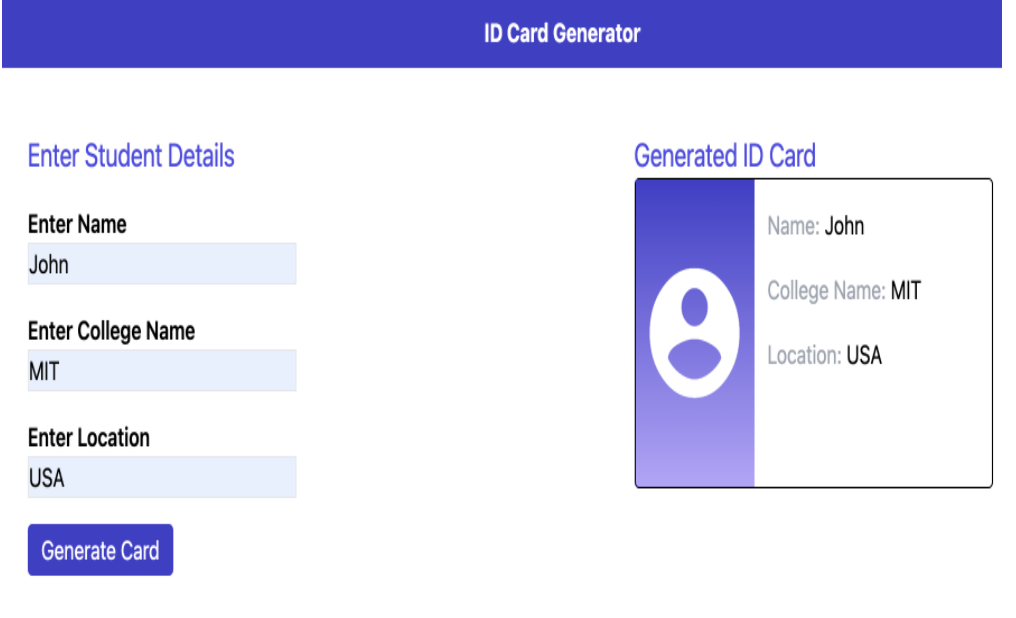 ID Card Generator
Enter Student Details
Enter Name
John
Enter College Name
MIT
Enter Location
USA
Generate Card
Generated ID Card
Name: John
College Name: MIT
Location: USA